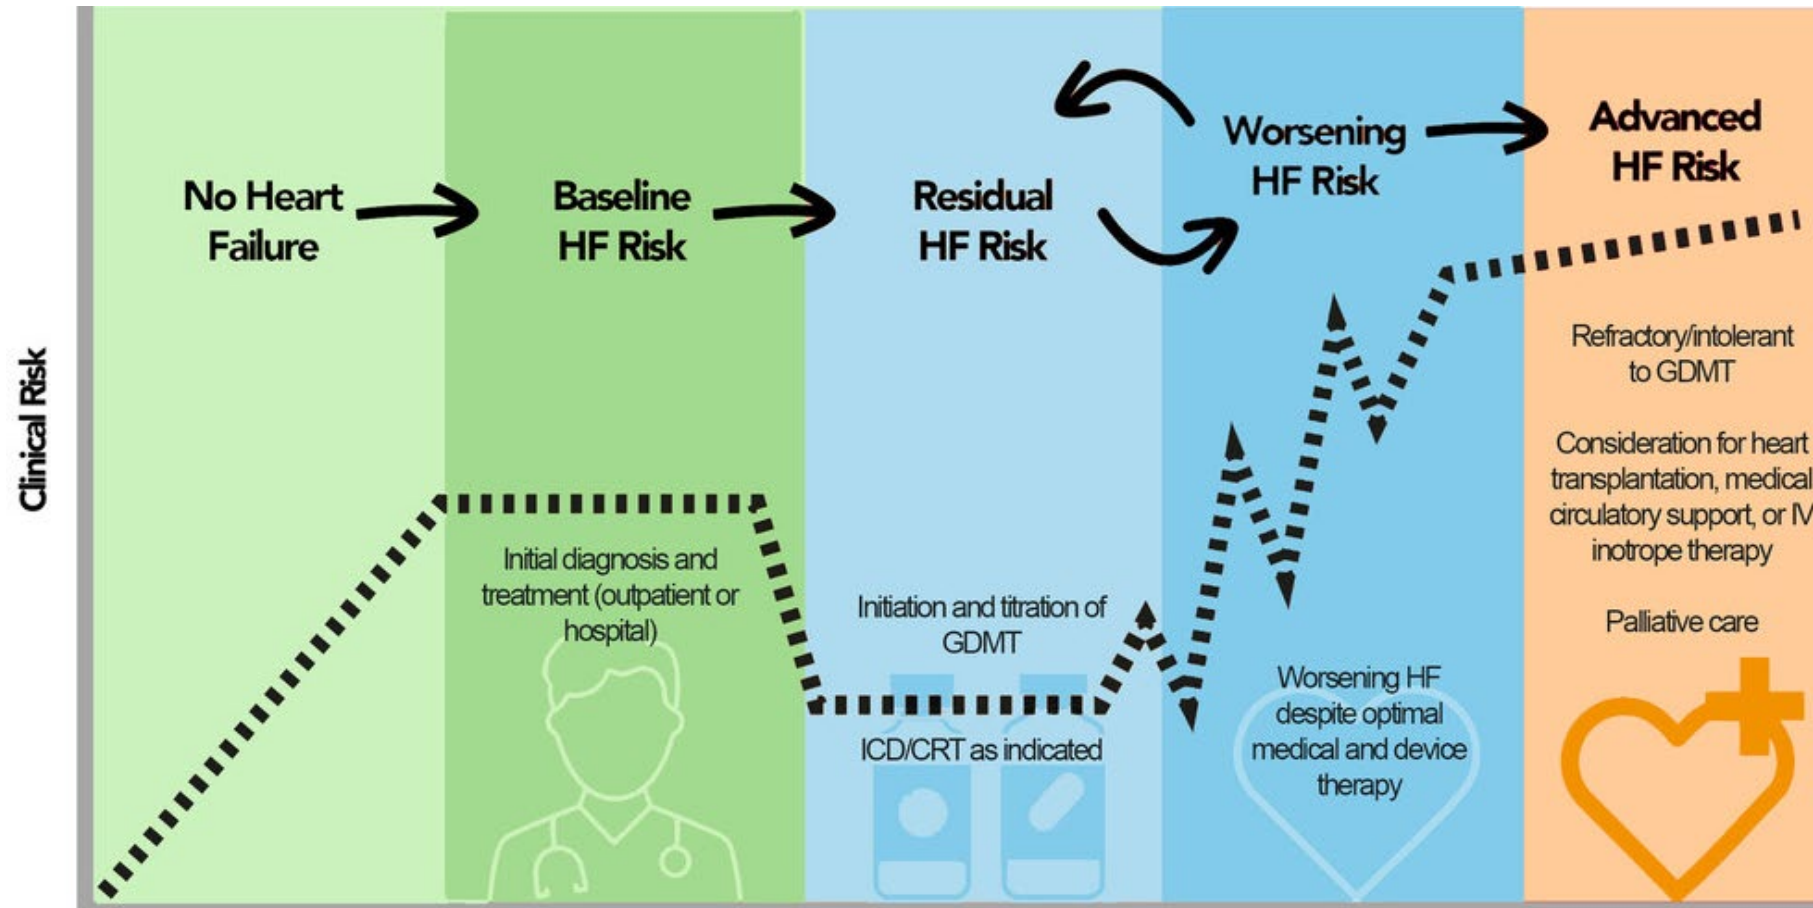 Clinical Risk
No Heart
Failure
Baseline
HF Risk
Residual
HF Risk
Worsening
HF Risk
Advanced
HF Risk
Initial diagnosis and
treatment (outpatient or
hospital)
Initiation and titration of
GDMT
ICD/CRT as indicated
Worsening HF
despite optimal
medical and device
therapy
Refractory/intolerant
to GDMT
Consideration for heart
transplantation, medical
circulatory support, or IV
inotrope therapy
Palliative care